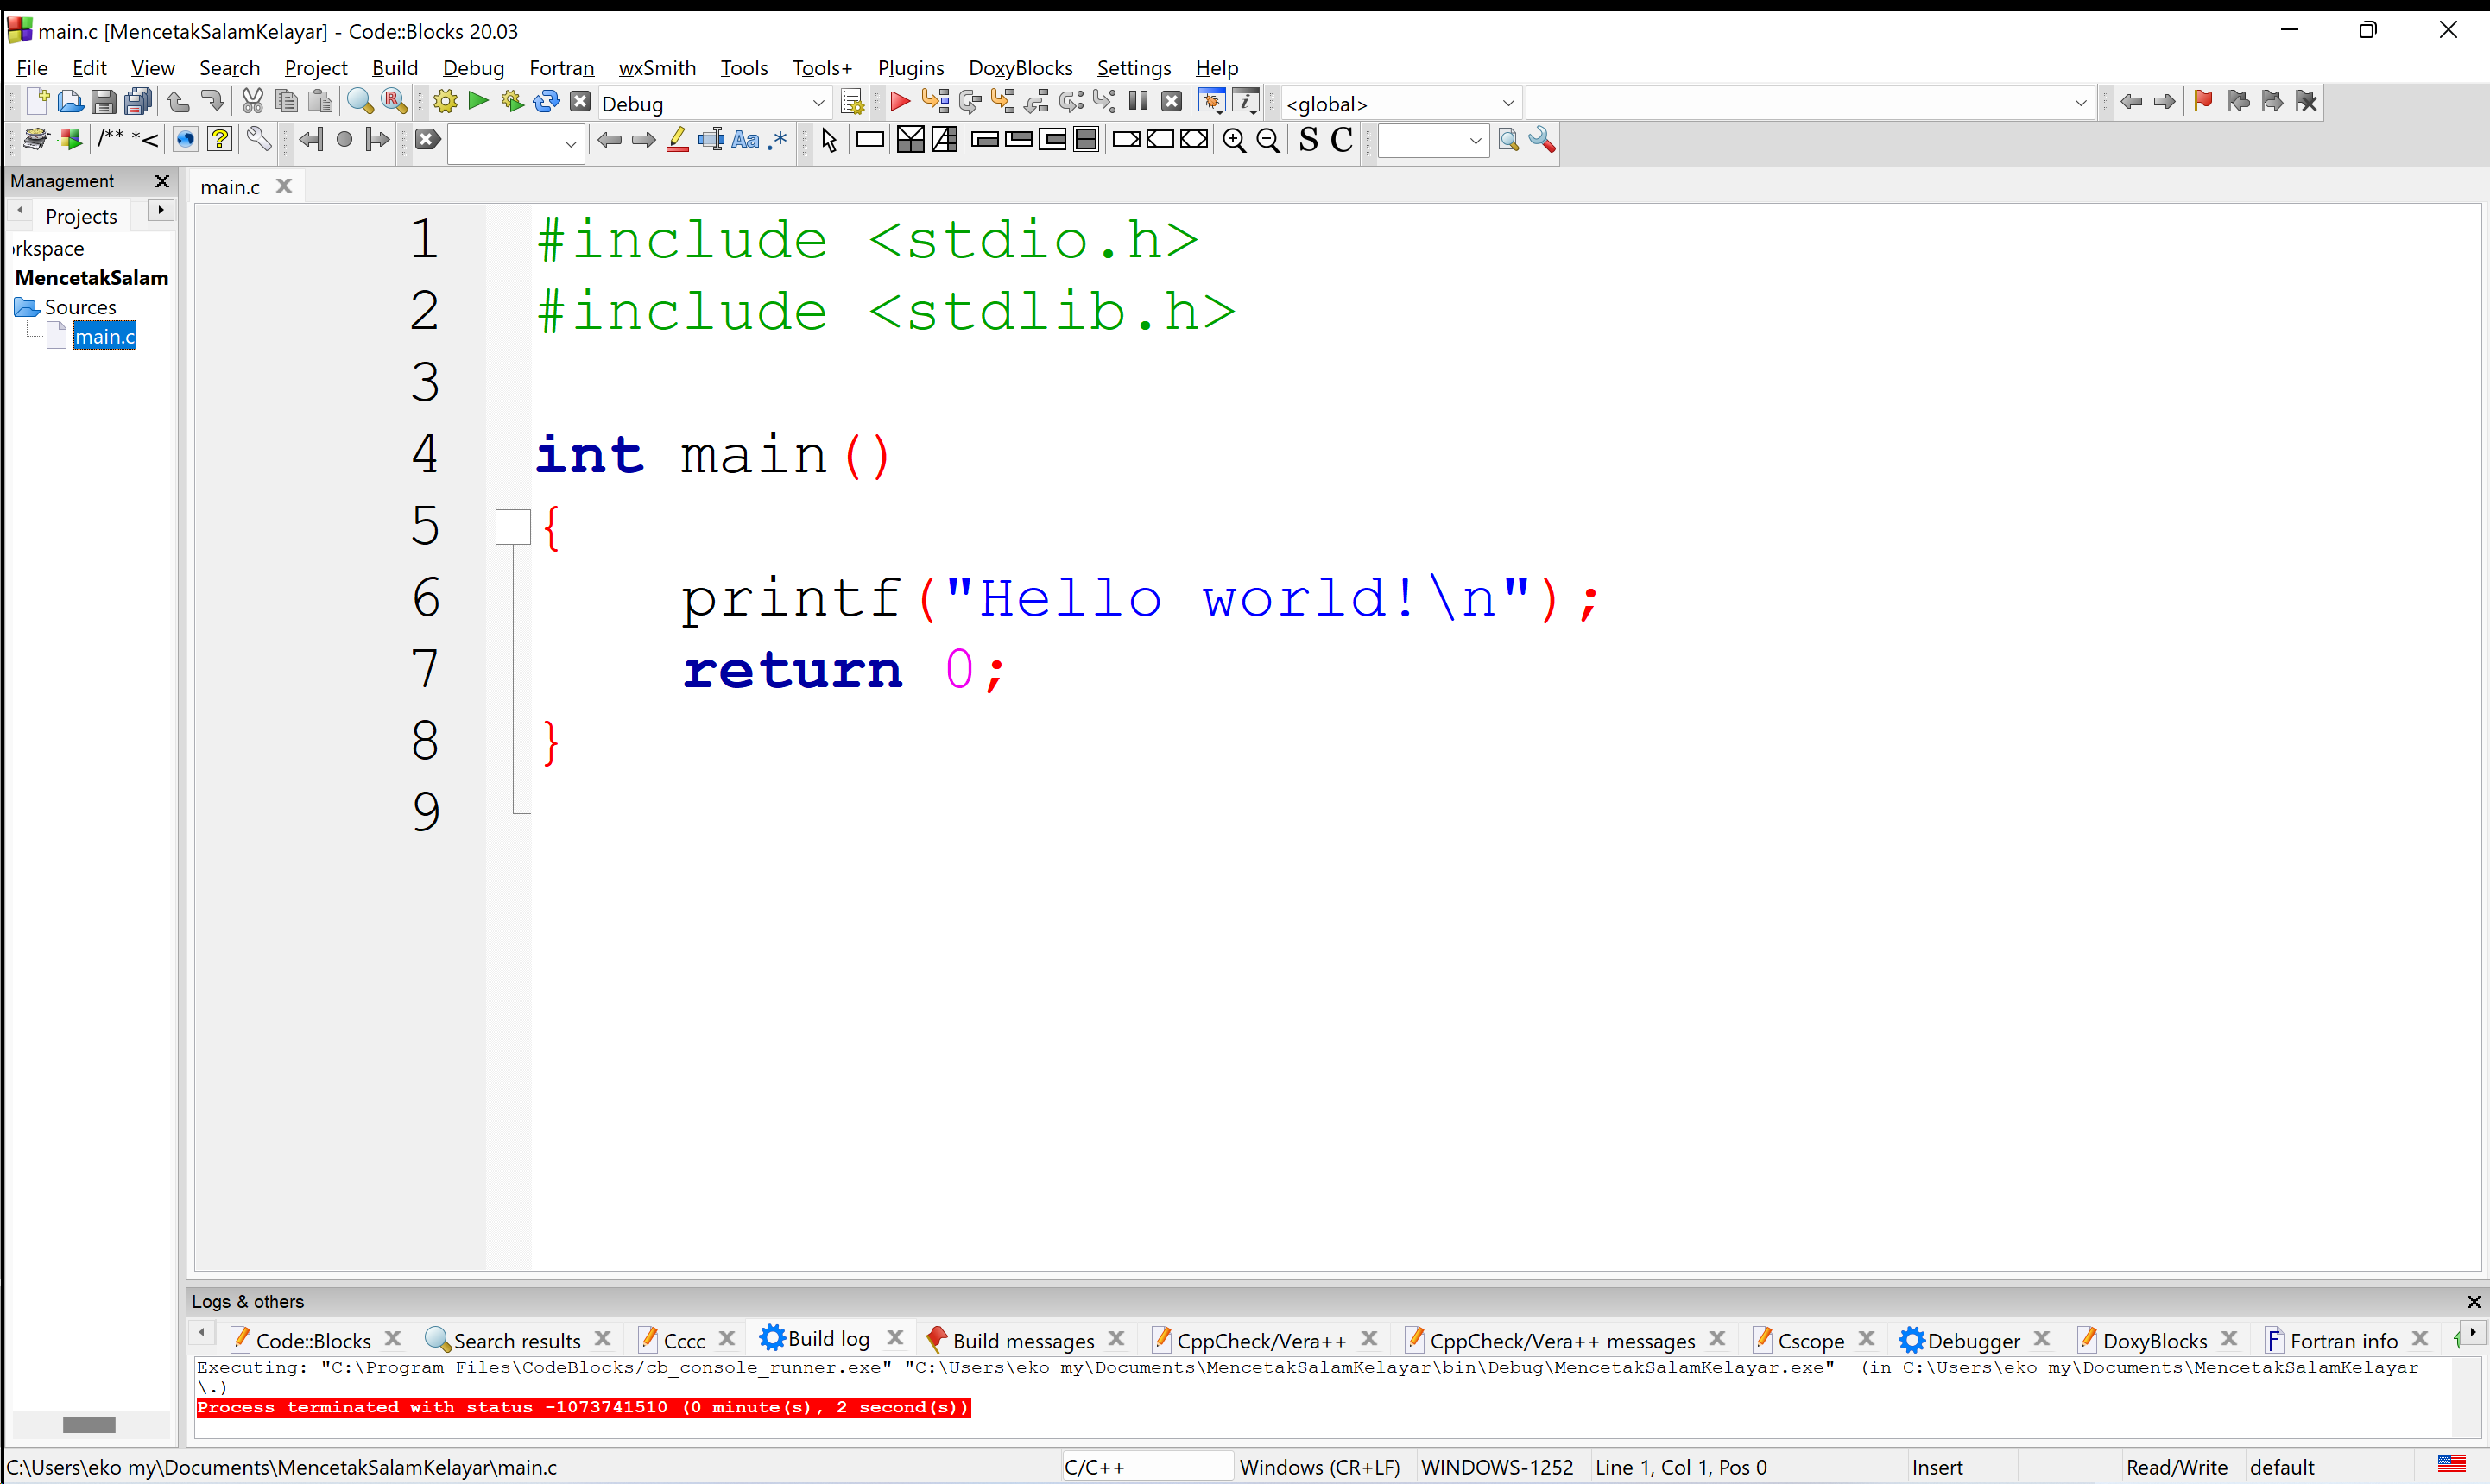 main.c [MencetakSalamKelayar] - Code::Blocks 20.03
File Edit View Search Project Build Debug Fortran wxSmith Tools Tools+ Plugins DoxyBlocks Settings Help
Debug <global>
/** *< Aa .* S C
Management
main.c
Projects
rkspace
MencetakSalam
Sources
main.c
1 #include <stdio.h>
2 #include <stdlib.h>
3
4 int main()
5 {
6 printf("Hello world!\n");
7 return 0;
8 }
9
Logs & others
Code::Blocks Search results Cccc Build log Build messages CppCheck/Vera++ CppCheck/Vera++ messages Cscope Debugger DoxyBlocks Fortran info
Executing: "C:\Program Files\CodeBlocks/cb_console_runner.exe" "C:\Users\eko my\Documents\MencetakSalamKelayar\bin\Debug\MencetakSalamKelayar.exe"  (in C:\Users\eko my\Documents\MencetakSalamKelayar
\.)
Process terminated with status -1073741510 (0 minute(s), 2 second(s))
C:\Users\eko my\Documents\MencetakSalamKelayar\main.c C/C++ Windows (CR+LF) WINDOWS-1252 Line 1, Col 1, Pos 0 Insert Read/Write default